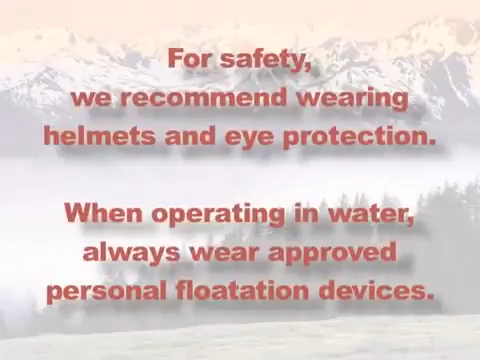 For safety,
we recommend wearing
helmets and eye protection.
When operating in water,
always wear approved
personal floatation devices.